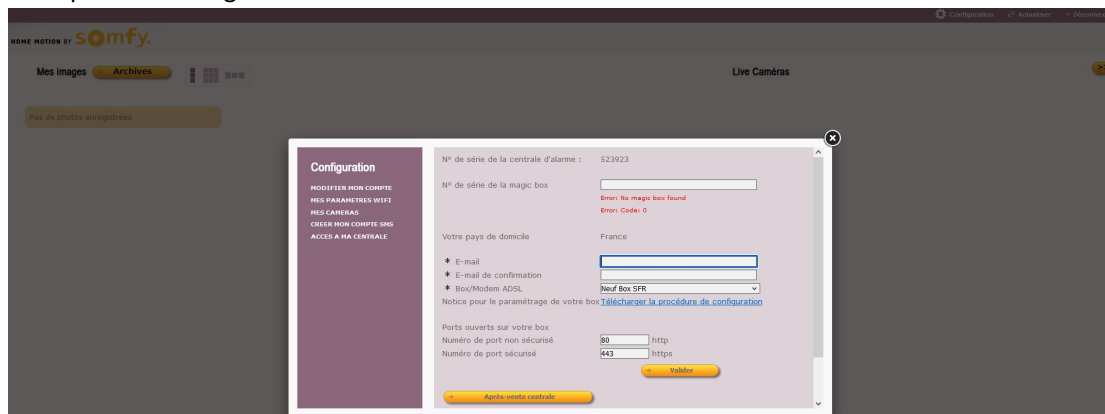 Configuration Actualiser Déconnex
HOME MOTION BY somfy.
Mes images Archives Live Caméras >
Pas de photos enregistrées
Configuration
MODIFIER MON COMPTE
MES PARAMETRES WIFI
MES CAMERAS
CREER MON COMPTE SMS
ACCES A MA CENTRALE
N° de série de la centrale d'alarme : 523923
N° de série de la magic box
Error: No magic box found
Error: Code: 0
Votre pays de domicile France
* E-mail
* E-mail de confirmation
* Box/Modem ADSL Neuf Box SFR
Notice pour le paramétrage de votre box Télécharger la procédure de configuration
Ports ouverts sur votre box
Numéro de port non sécurisé 80 http
Numéro de port sécurisé 443 https
Valider
Après-vente centrale